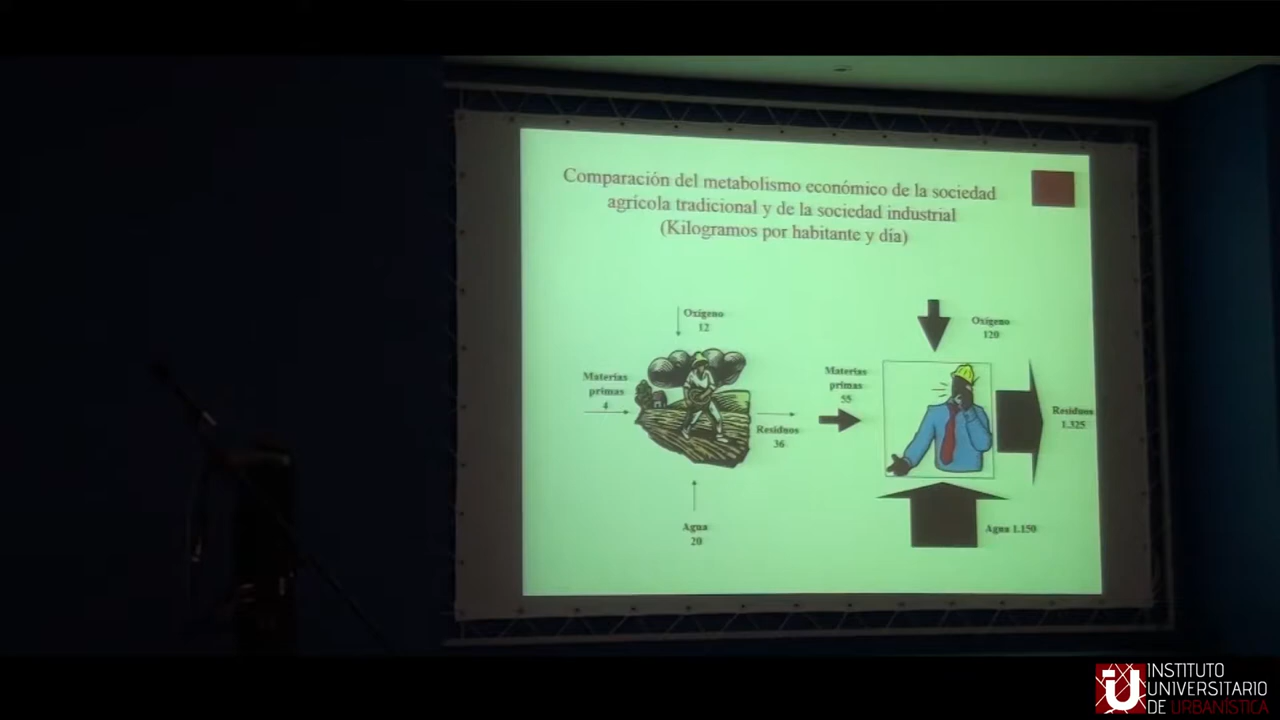 Comparación del metabolismo económico de la sociedad
agrícola tradicional y de la sociedad industrial
(Kilogramos por habitante y día)
Oxígeno
12
Materias
primas
4
Residuos
36
Agua
20
Oxígeno
120
Materias
primas
55
Residuos
1.325
Agua 1.150
IU
INSTITUTO
UNIVERSITARIO
DE URBANÍSTICA